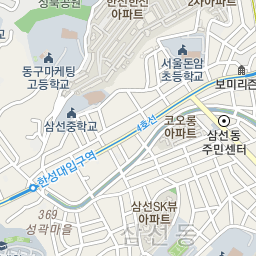 성북공원
한신한진
아파트
2차아파트
동구마케팅
고등학교
서울돈암
초등학교
보미리즌
삼선중학교
4호선
코오롱
아파트
삼선동
주민센터
한성대입구역
369
성곽마을
삼선SK뷰
아파트
삼선동